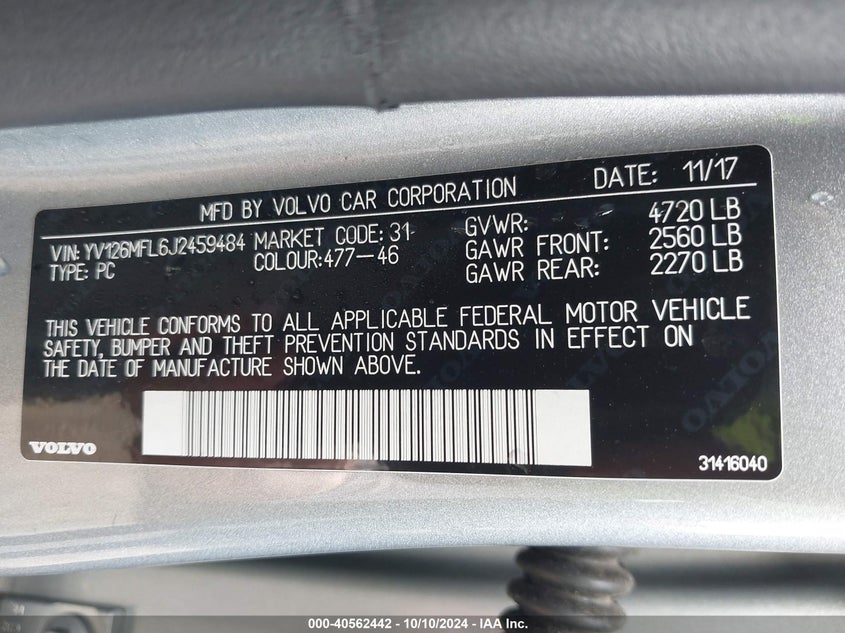 MFD BY VOLVO CAR CORPORATION DATE: 11/17
VIN: YV126MFL6J2459484 MARKET CODE: 31 GVWR: 4720 LB
TYPE: PC COLOUR:477-46 GAWR FRONT: 2560 LB
GAWR REAR: 2270 LB
THIS VEHICLE CONFORMS TO ALL APPLICABLE FEDERAL MOTOR VEHICLE
SAFETY, BUMPER AND THEFT PREVENTION STANDARDS IN EFFECT ON
THE DATE OF MANUFACTURE SHOWN ABOVE.
VOLVO
31416040
000-40562442 - 10/10/2024 - IAA Inc.